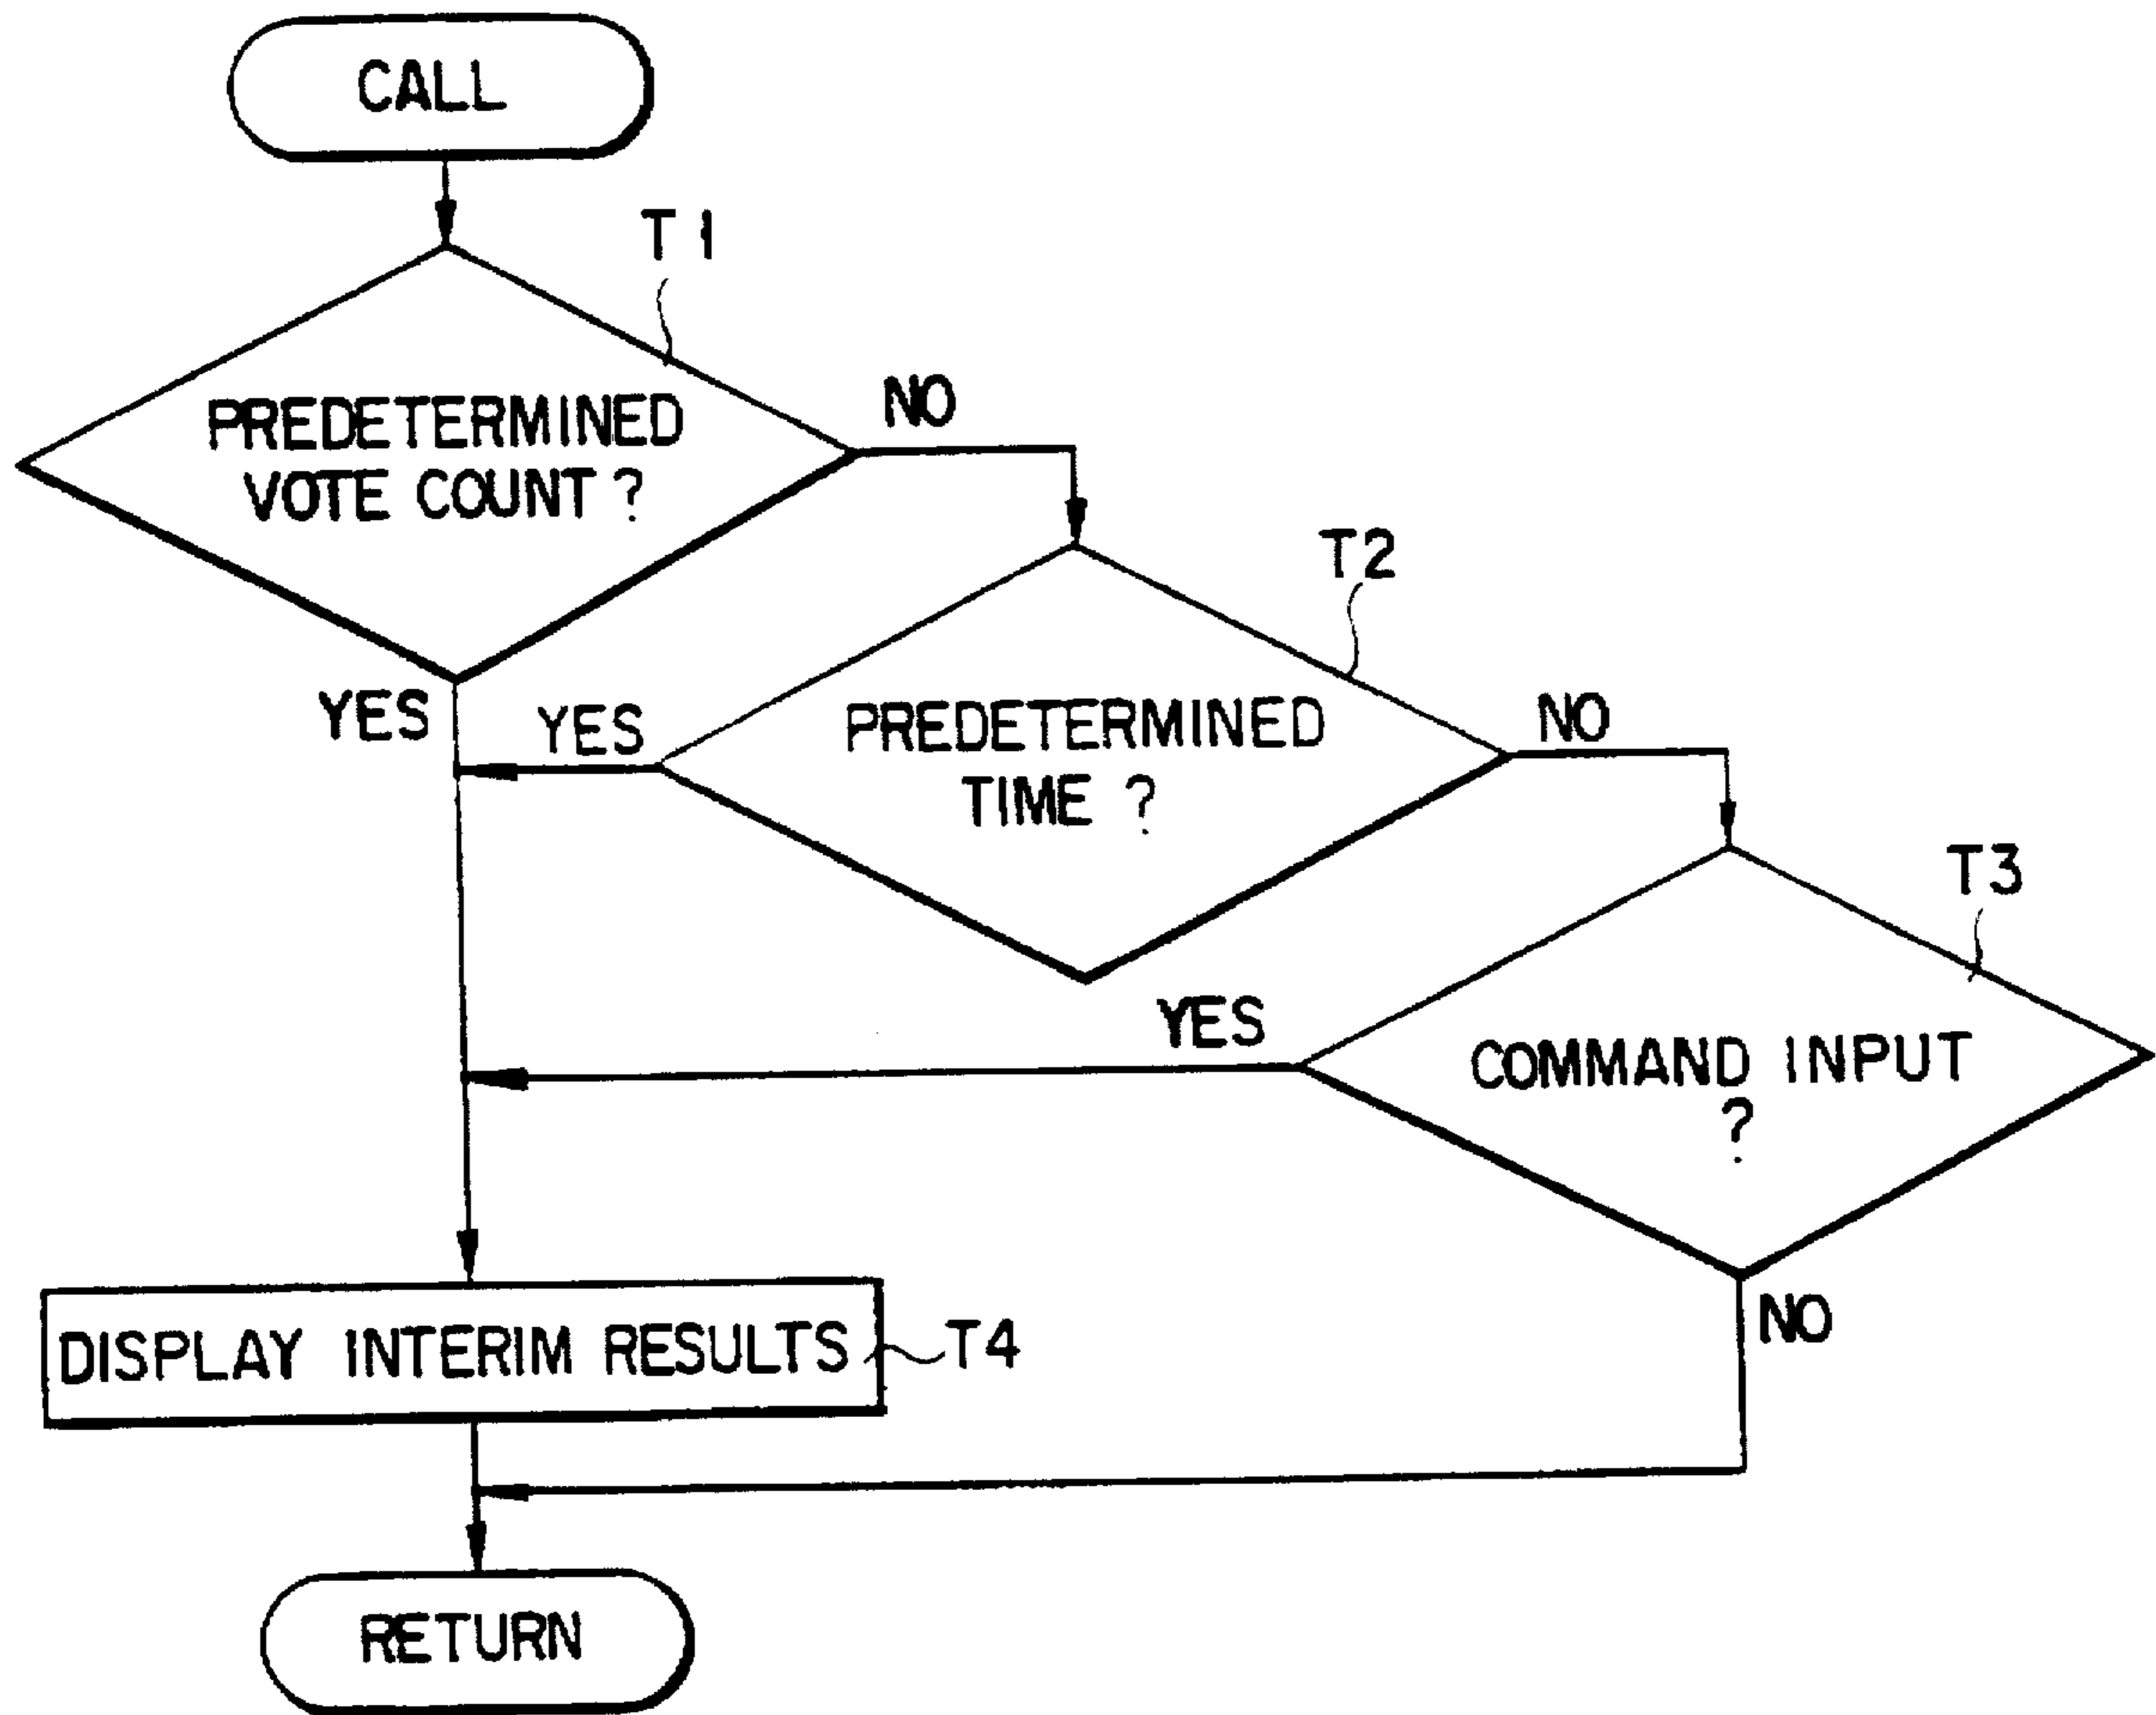 CALL
T1
PREDETERMINED
VOTE COUNT ?
NO
YES
T2
PREDETERMINED
TIME ?
YES
NO
T3
COMMAND INPUT
?
YES
NO
DISPLAY INTERIM RESULTS
T4
RETURN